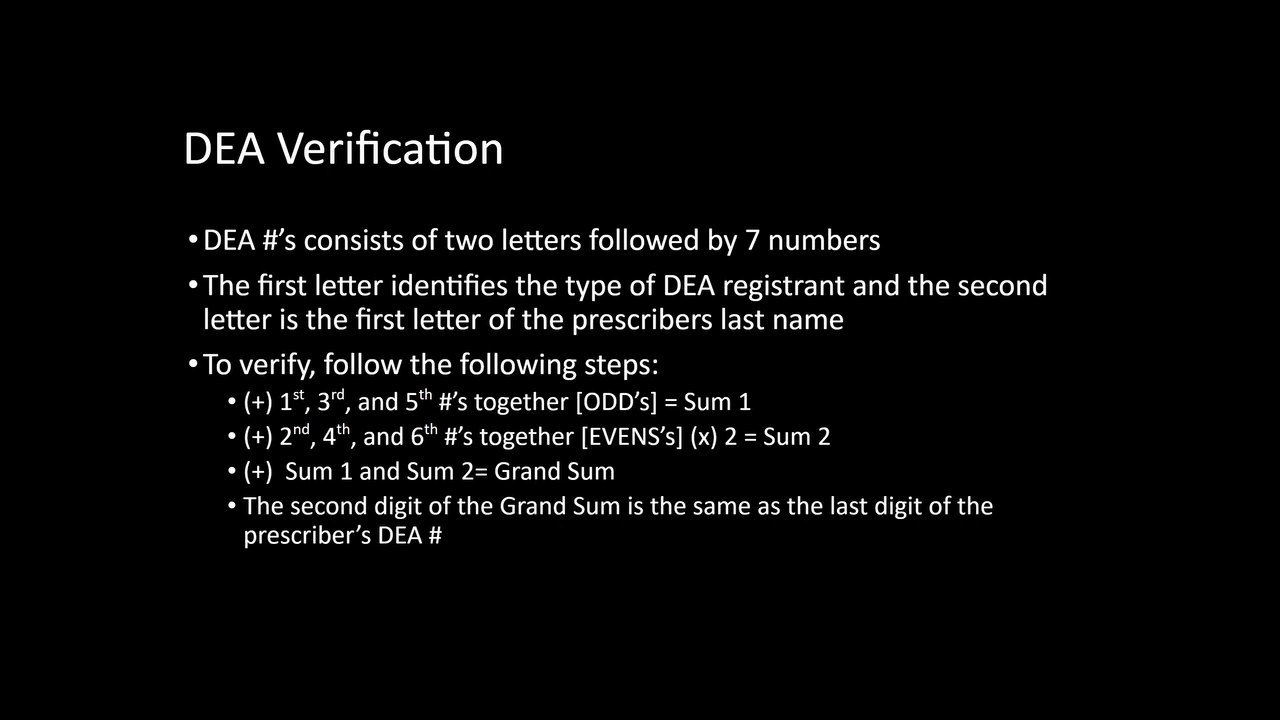 DEA Verification
•DEA #’s consists of two letters followed by 7 numbers
•The first letter identifies the type of DEA registrant and the second
letter is the first letter of the prescribers last name
•To verify, follow the following steps:
• (+) 1st, 3rd, and 5th #’s together [ODD’s] = Sum 1
• (+) 2nd, 4th, and 6th #’s together [EVENS’s] (x) 2 = Sum 2
• (+)  Sum 1 and Sum 2= Grand Sum
• The second digit of the Grand Sum is the same as the last digit of the
prescriber’s DEA #